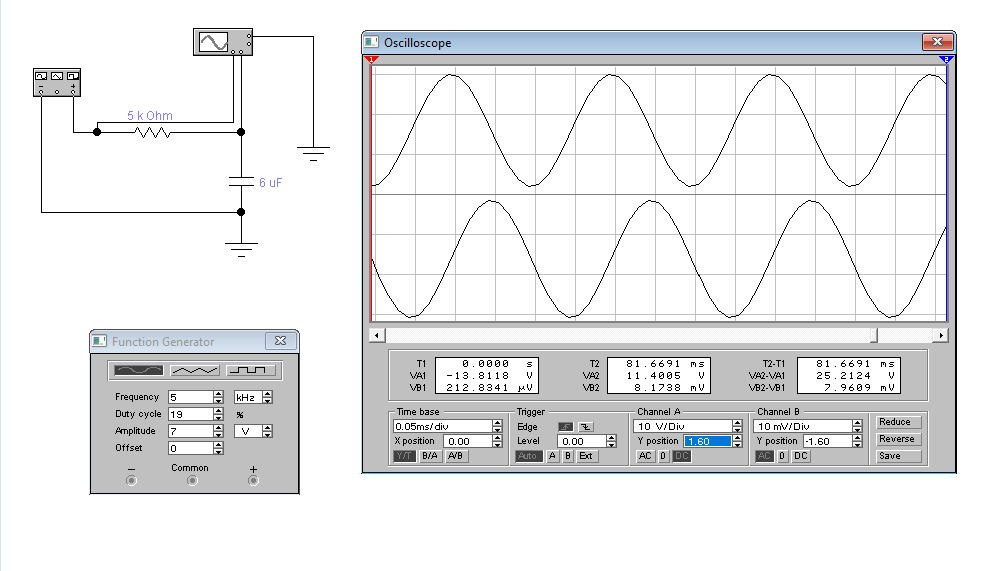 5 k Ohm
6 uF
Oscilloscope
1
2
T1 0.0000 s
VA1 -13.8118 V
VB1 212.8341 µV
T2 81.6691 ms
VA2 11.4005 V
VB2 8.1738 mV
T2-T1 81.6691 ms
VA2-VA1 25.2124 V
VB2-VB1 7.9609 mV
Time base
0.05ms/div
X position 0.00
Y/T B/A A/B
Trigger
Edge
Level 0.00
Auto A B Ext
Channel A
10 V/Div
Y position 1.60
AC 0 DC
Channel B
10 mV/Div
Y position -1.60
AC 0 DC
Reduce
Reverse
Save
Function Generator
Frequency 5 kHz
Duty cycle 19 %
Amplitude 7 V
Offset 0
− Common +